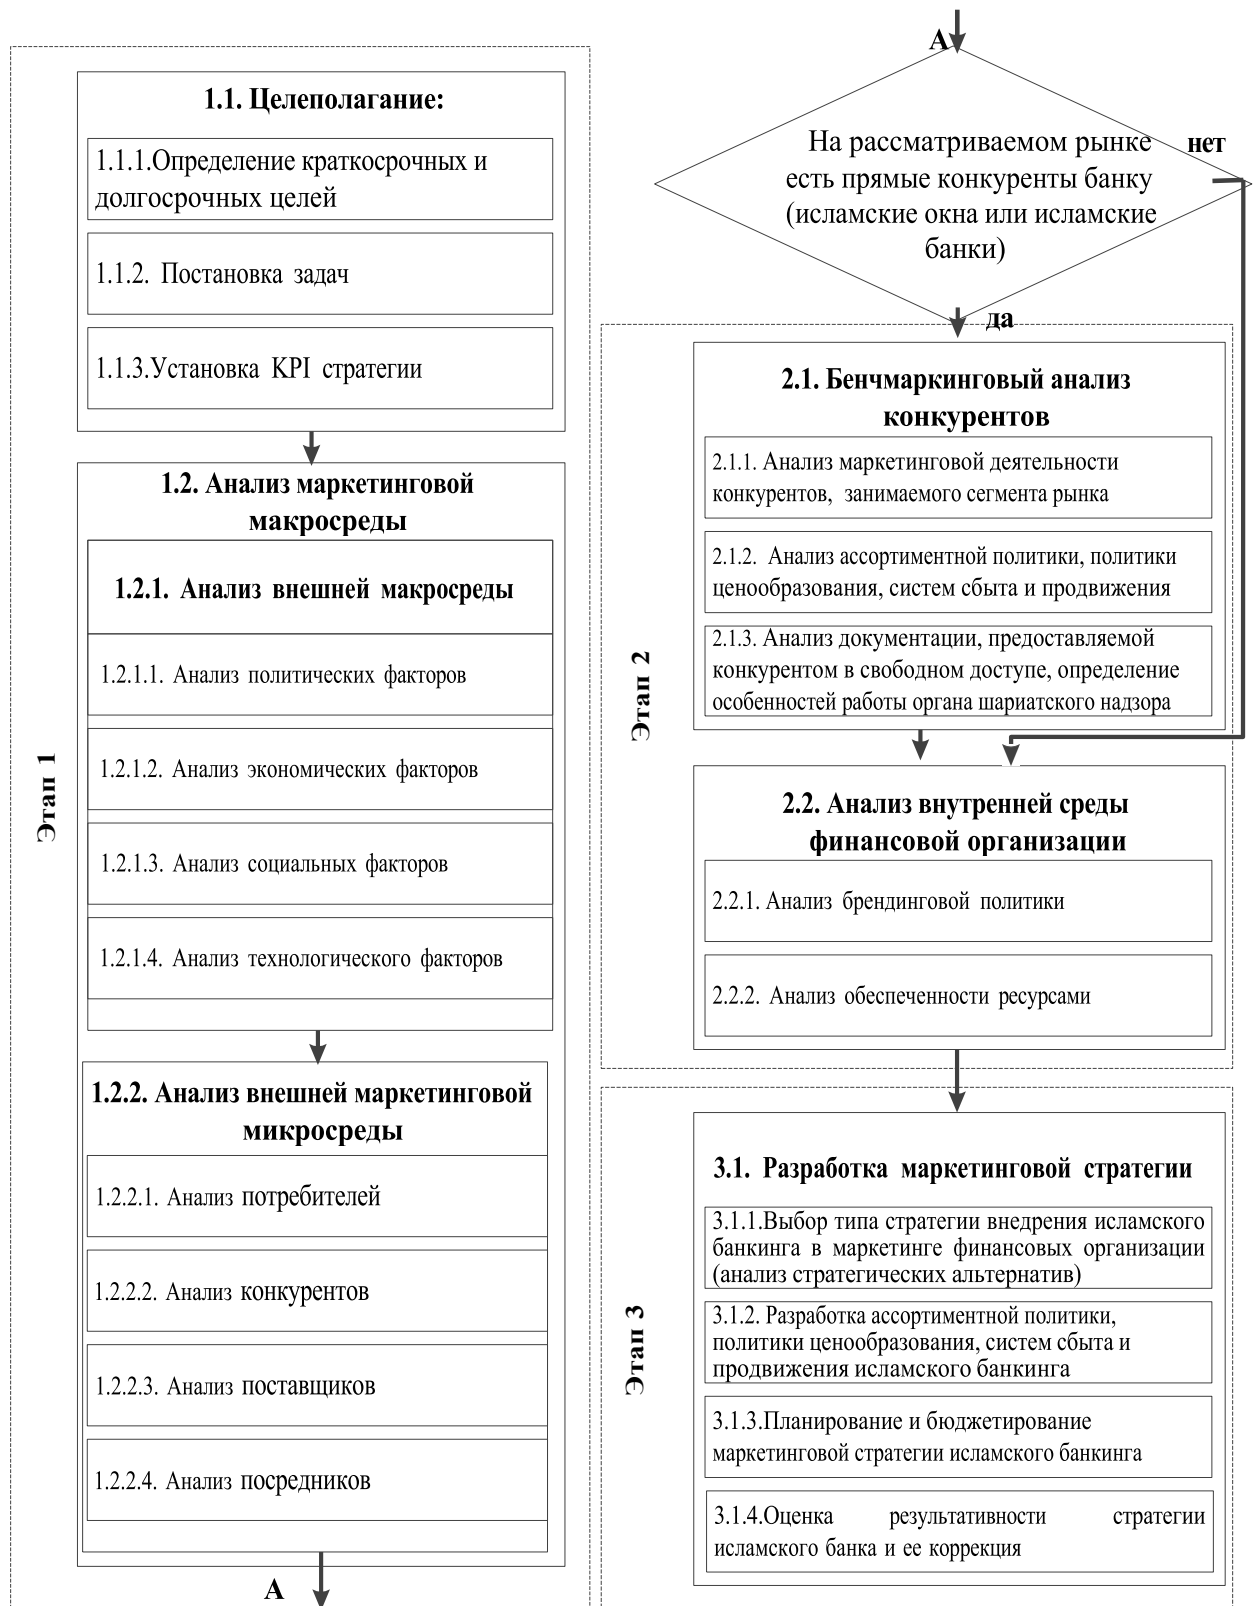 1.1. Целеполагание:
1.1.1.Определение краткосрочных и
долгосрочных целей
1.1.2. Постановка задач
1.1.3.Установка KPI стратегии
1.2. Анализ маркетинговой
макросреды
1.2.1. Анализ внешней макросреды
1.2.1.1. Анализ политических факторов
1.2.1.2. Анализ экономических факторов
1.2.1.3. Анализ социальных факторов
1.2.1.4. Анализ технологического факторов
1.2.2. Анализ внешней маркетинговой
микросреды
1.2.2.1. Анализ потребителей
1.2.2.2. Анализ конкурентов
1.2.2.3. Анализ поставщиков
1.2.2.4. Анализ посредников
Этап 1
А
А
На рассматриваемом рынке
есть прямые конкуренты банку
(исламские окна или исламские
банки)
нет
да
2.1. Бенчмаркинговый анализ
конкурентов
2.1.1. Анализ маркетинговой деятельности
конкурентов, занимаемого сегмента рынка
2.1.2. Анализ ассортиментной политики, политики
ценообразования, систем сбыта и продвижения
2.1.3. Анализ документации, предоставляемой
конкурентом в свободном доступе, определение
особенностей работы органа шариатского надзора
Этап 2
2.2. Анализ внутренней среды
финансовой организации
2.2.1. Анализ брендинговой политики
2.2.2. Анализ обеспеченности ресурсами
3.1. Разработка маркетинговой стратегии
3.1.1.Выбор типа стратегии внедрения исламского
банкинга в маркетинге финансовых организации
(анализ стратегических альтернатив)
3.1.2. Разработка ассортиментной политики,
политики ценообразования, систем сбыта и
продвижения исламского банкинга
Этап 3
3.1.3.Планирование и бюджетирование
маркетинговой стратегии исламского банкинга
3.1.4.Оценка результативности стратегии
исламского банка и ее коррекция